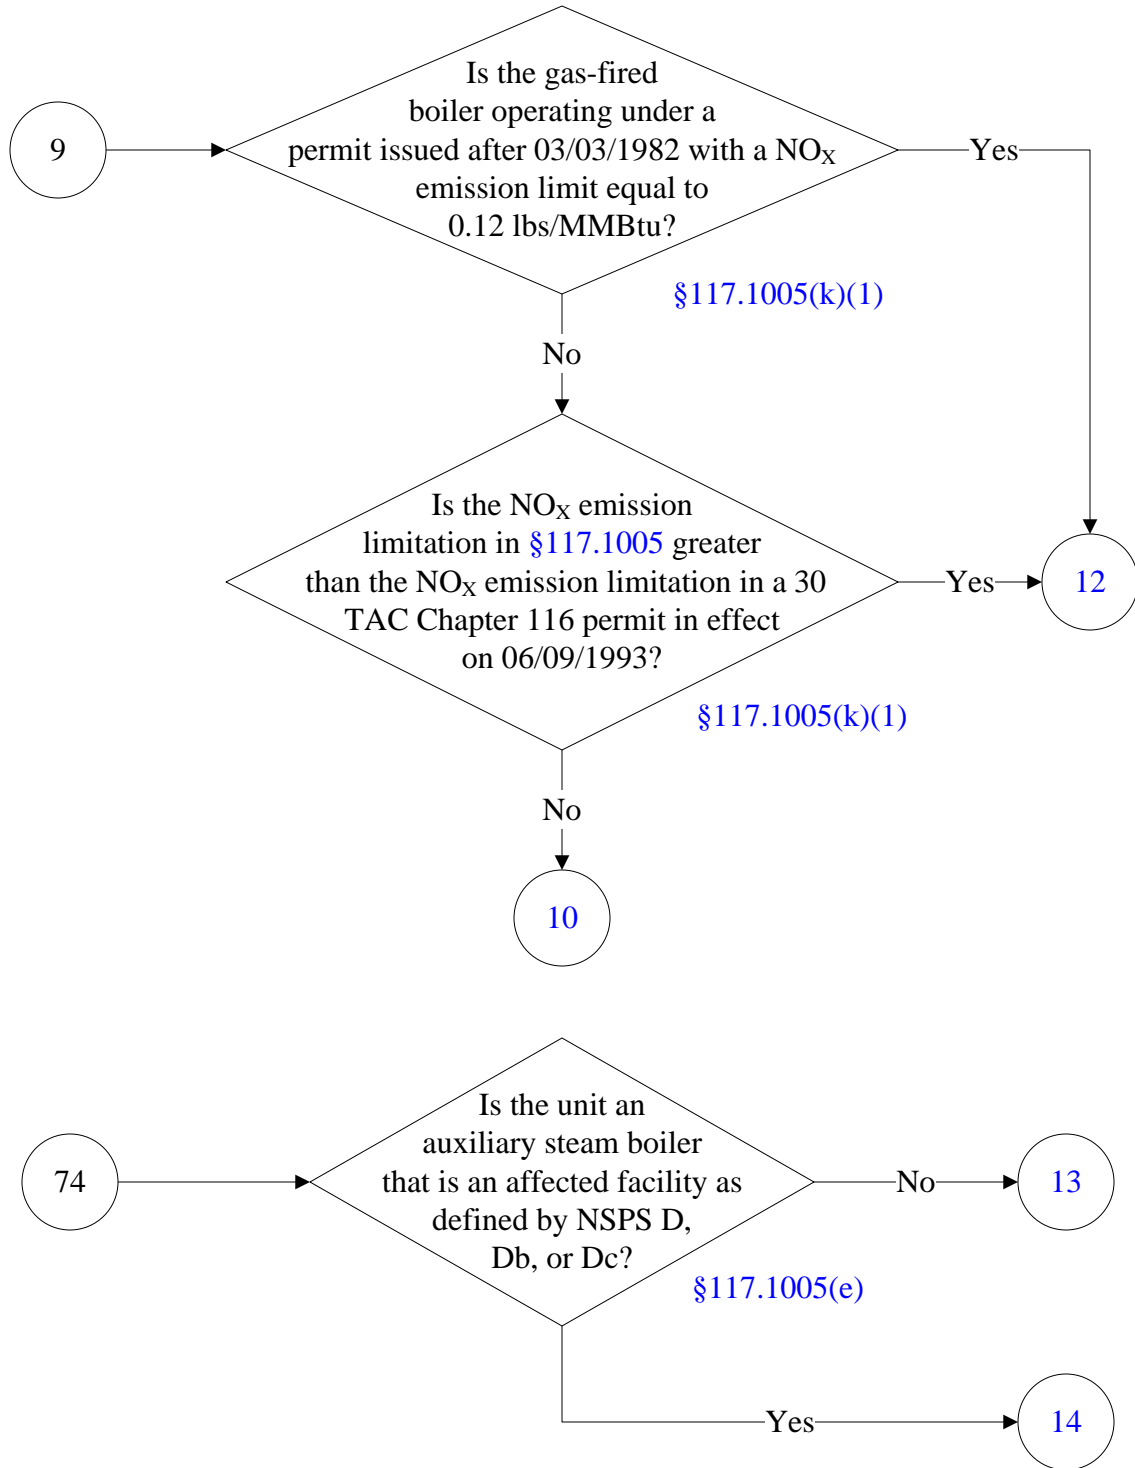 9
Is the gas-fired
boiler operating under a
permit issued after 03/03/1982 with a NOX
emission limit equal to
0.12 lbs/MMBtu?
Yes
§117.1005(k)(1)
No
Is the NOX emission
limitation in §117.1005 greater
than the NOX emission limitation in a 30
TAC Chapter 116 permit in effect
on 06/09/1993?
Yes
12
§117.1005(k)(1)
No
10
74
Is the unit an
auxiliary steam boiler
that is an affected facility as
defined by NSPS D,
Db, or Dc?
No
13
§117.1005(e)
Yes
14